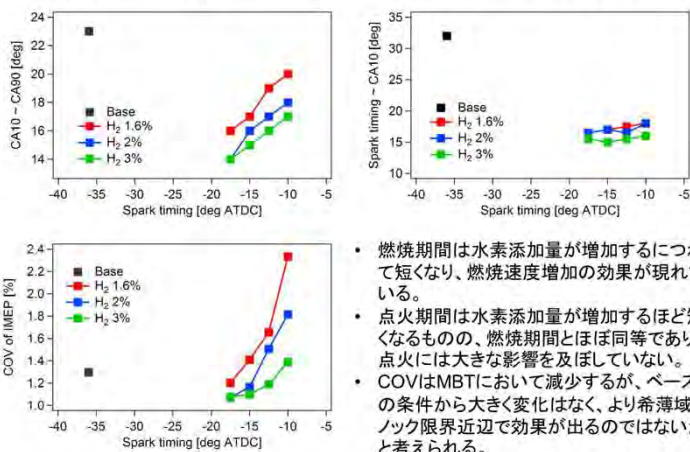 24
22
20
18
16
14
CA10 ~ CA90 [deg]
Base
H2 1.6%
H2 2%
H2 3%
-40 -35 -30 -25 -20 -15 -10 -5
Spark timing [deg ATDC]
35
30
25
20
15
10
Spark timing ~ CA10 [deg]
Base
H2 1.6%
H2 2%
H2 3%
-40 -35 -30 -25 -20 -15 -10 -5
Spark timing [deg ATDC]
2.4
2.2
2.0
1.8
1.6
1.4
1.2
1.0
COV of IMEP [%]
Base
H2 1.6%
H2 2%
H2 3%
-40 -35 -30 -25 -20 -15 -10 -5
Spark timing [deg ATDC]
• 燃焼期間は水素添加量が増加するにつ
て短くなり、燃焼速度増加の効果が現れ
いる。
• 点火期間は水素添加量が増加するほど
くなるものの、燃焼期間とほぼ同等であ
点火には大きな影響を及ぼしていない。
• COVはMBTにおいて減少するが、ベース
の条件から大きく変化はなく、より希薄域
ノック限界近辺で効果が出るのではない
と考えられる。